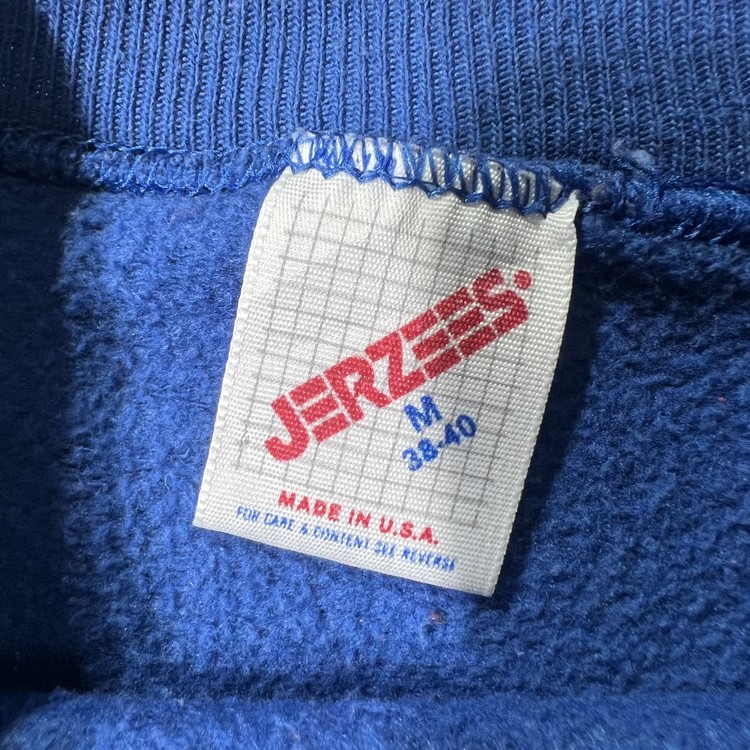 JERZEES
M
38-40
MADE IN U.S.A.
FOR CARE & CONTENT SEE REVERSE